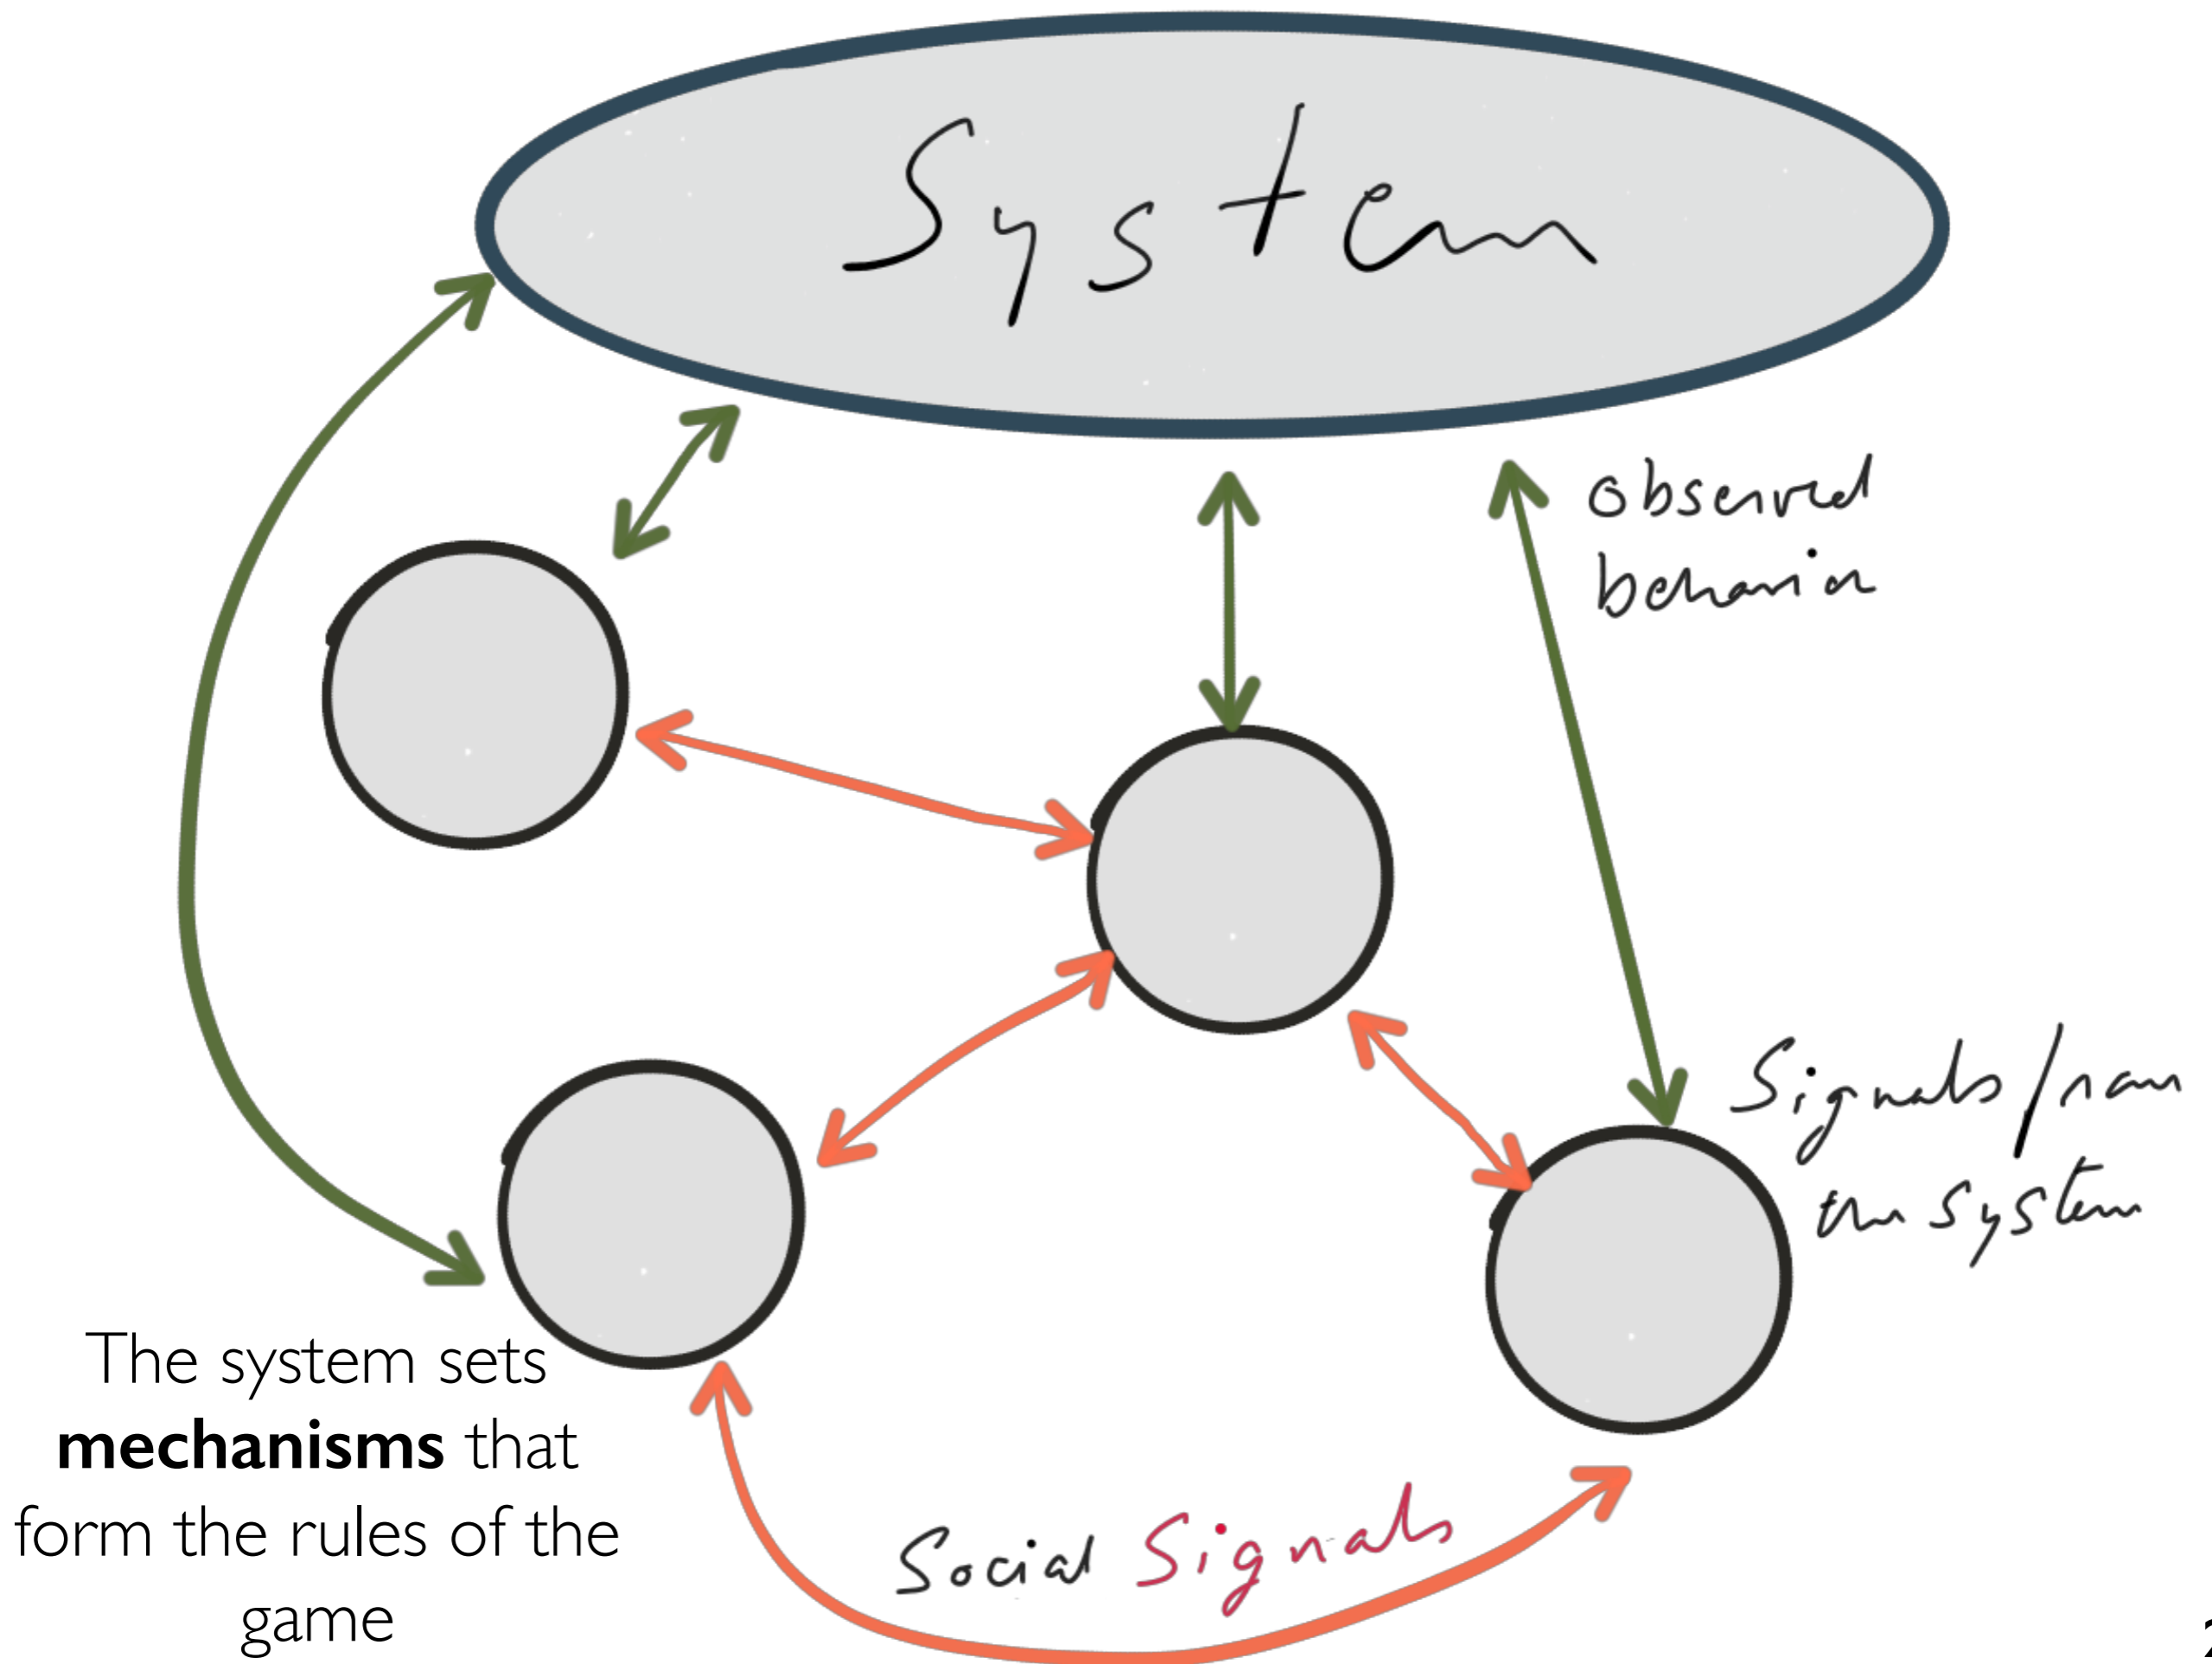 System
observed
behavior
Signals/
the system
Social Signals
The system sets
mechanisms that
form the rules of the
game
2